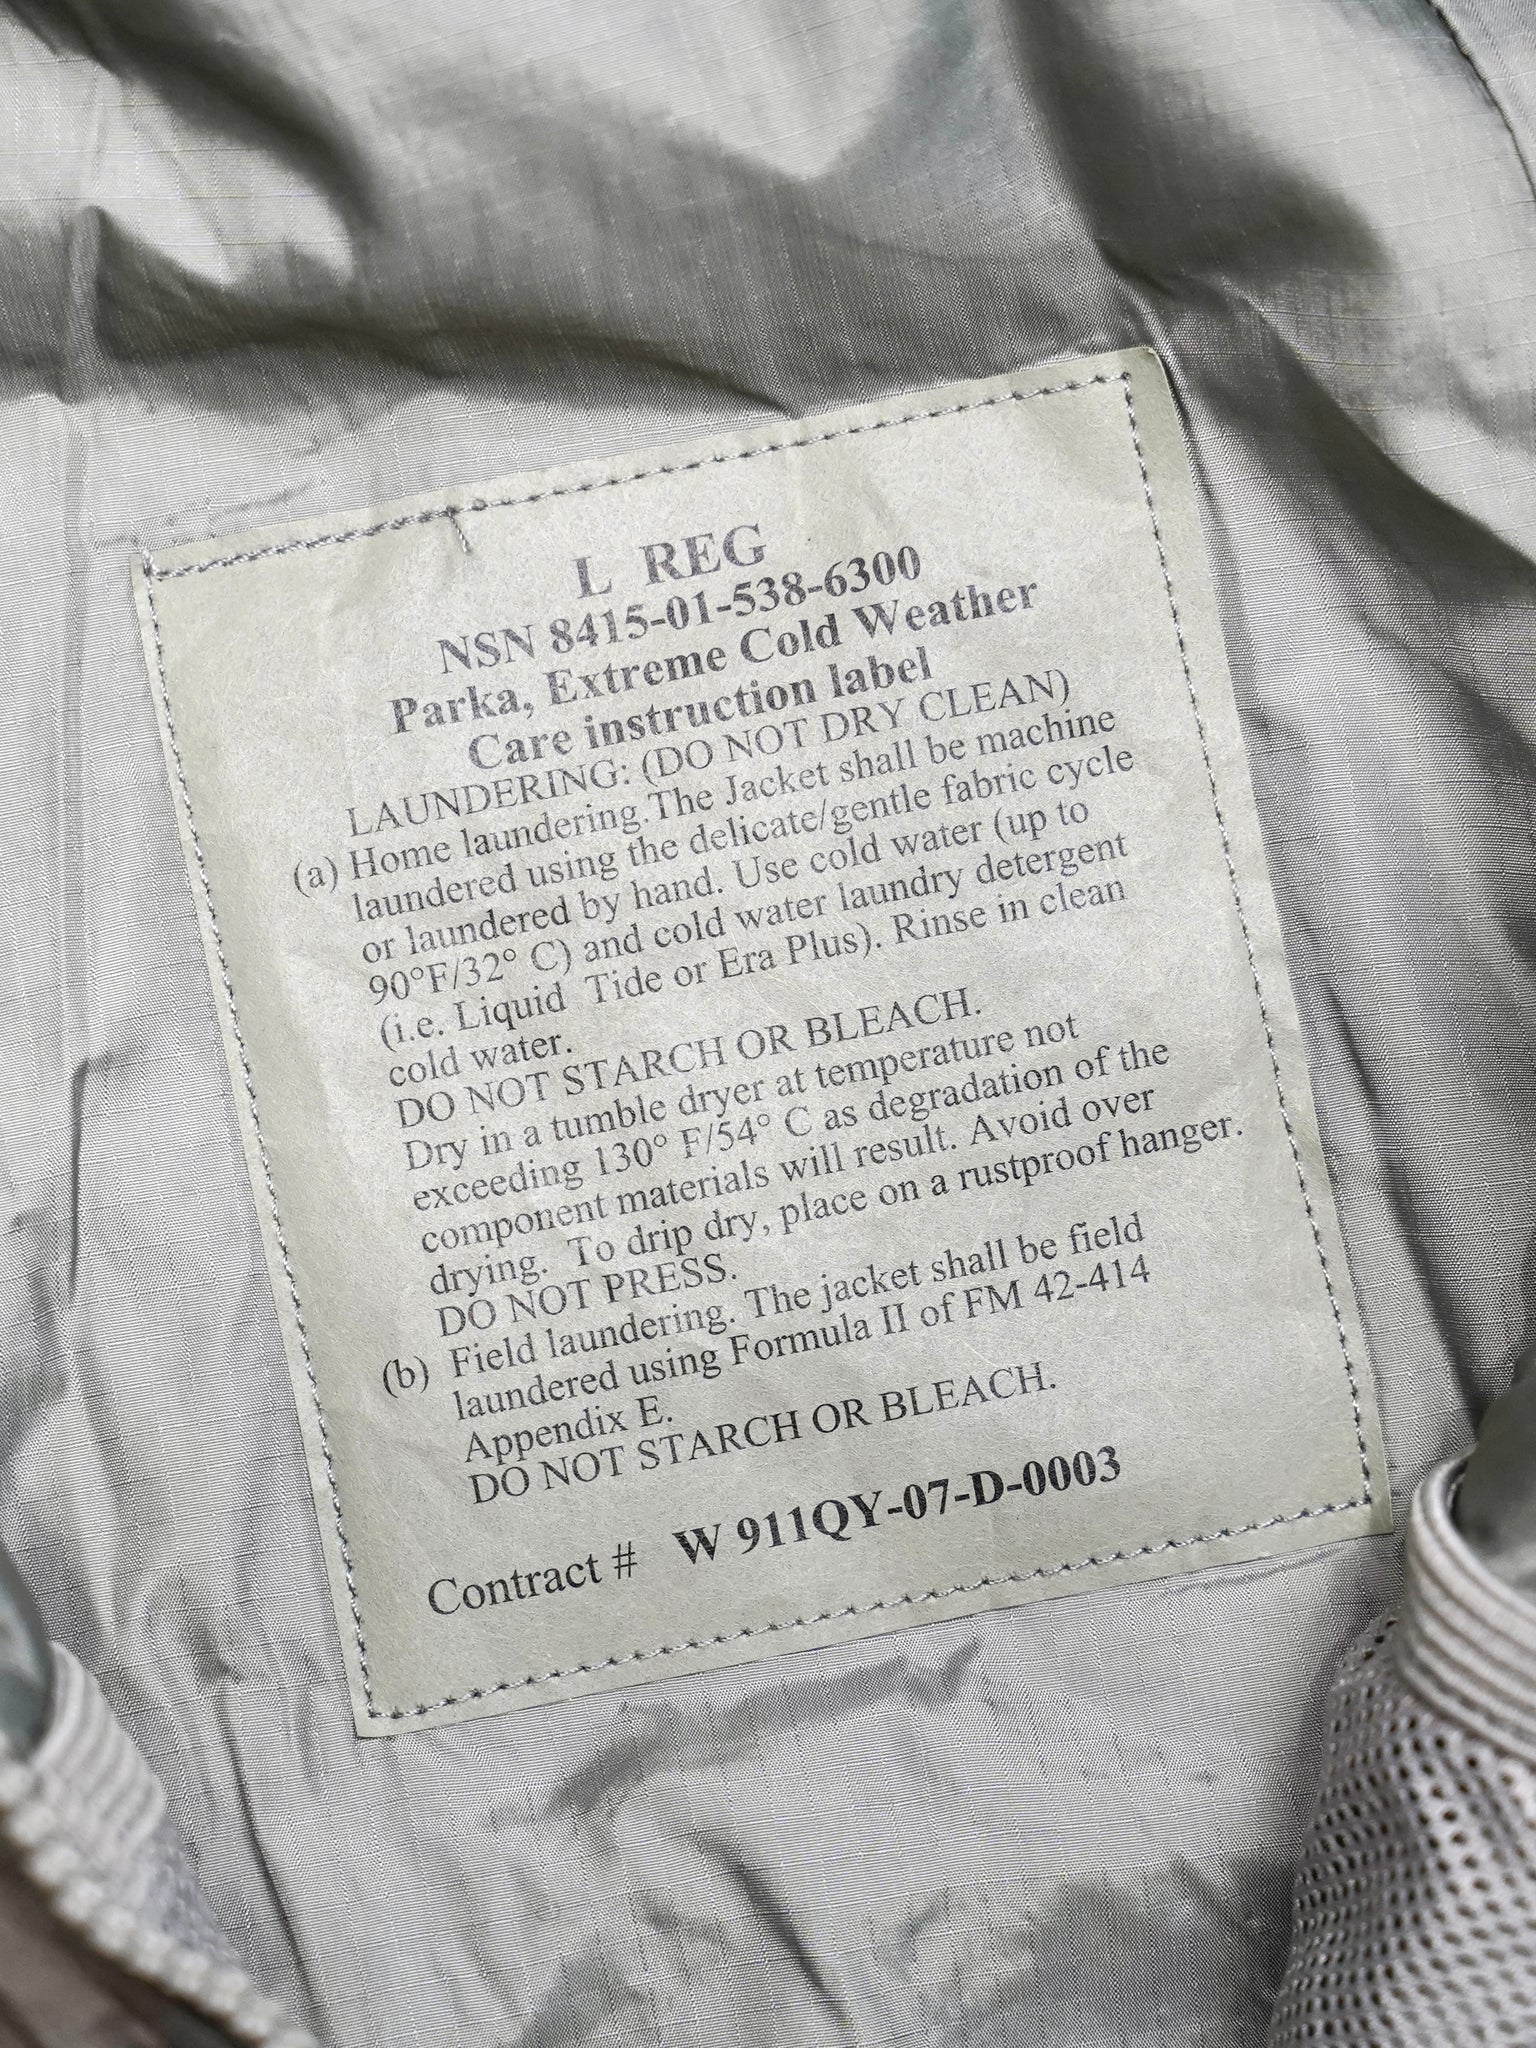 L REG
NSN 8415-01-538-6300
Parka, Extreme Cold Weather
Care instruction label
LAUNDERING: (DO NOT DRY CLEAN)
(a) Home laundering.The Jacket shall be machine
laundered using the delicate/gentle fabric cycle
or laundered by hand. Use cold water (up to
90°F/32° C) and cold water laundry detergent
(i.e. Liquid Tide or Era Plus). Rinse in clean
cold water.
DO NOT STARCH OR BLEACH.
Dry in a tumble dryer at temperature not
exceeding 130° F/54° C as degradation of the
component materials will result. Avoid over
drying. To drip dry, place on a rustproof hanger.
DO NOT PRESS.
(b) Field laundering. The jacket shall be field
laundered using Formula II of FM 42-414
Appendix E.
DO NOT STARCH OR BLEACH.
Contract # W 911QY-07-D-0003